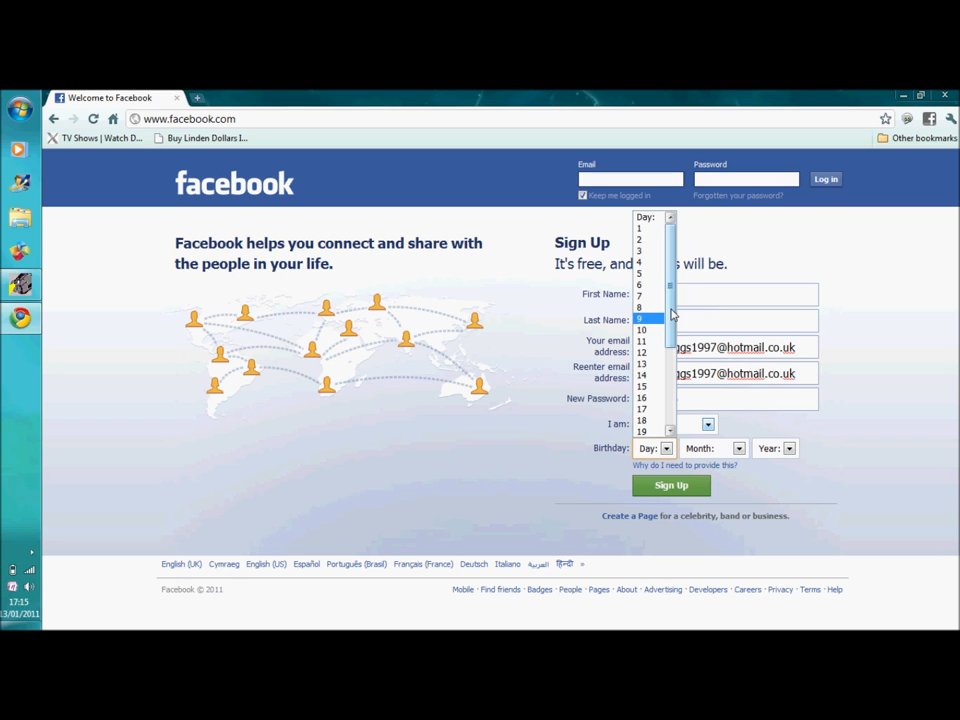 Welcome to Facebook
www.facebook.com
TV Shows | Watch D...
Buy Linden Dollars I...
Other bookmarks
facebook
Email
Password
Log in
Keep me logged in
Forgotten your password?
Facebook helps you connect and share with
the people in your life.
Sign Up
It's free, and s will be.
First Name:
Last Name:
Your email
address:
ggs1997@hotmail.co.uk
Reenter email
address:
ggs1997@hotmail.co.uk
New Password:
I am:
Birthday:
Day:
Month:
Year:
Day:
1
2
3
4
5
6
7
8
9
10
11
12
13
14
15
16
17
18
19
Why do I need to provide this?
Sign Up
Create a Page for a celebrity, band or business.
English (UK) Cymraeg English (US) Español Português (Brasil) Français (France) Deutsch Italiano العربية हिन्दी »
Facebook © 2011
Mobile · Find friends · Badges · People · Pages · About · Advertising · Developers · Careers · Privacy · Terms · Help
17:15
13/01/2011